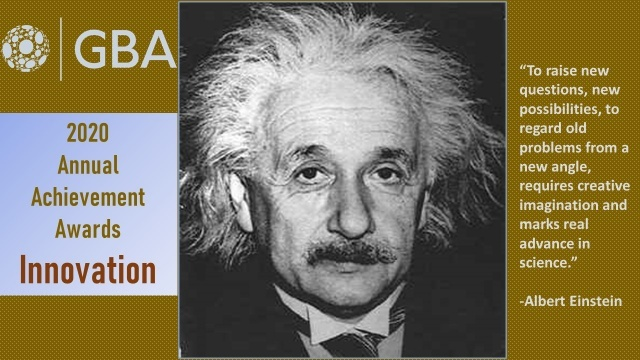 GBA
2020
Annual
Achievement
Awards
Innovation
“To raise new
questions, new
possibilities, to
regard old
problems from a
new angle,
requires creative
imagination and
marks real
advance in
science.”
-Albert Einstein